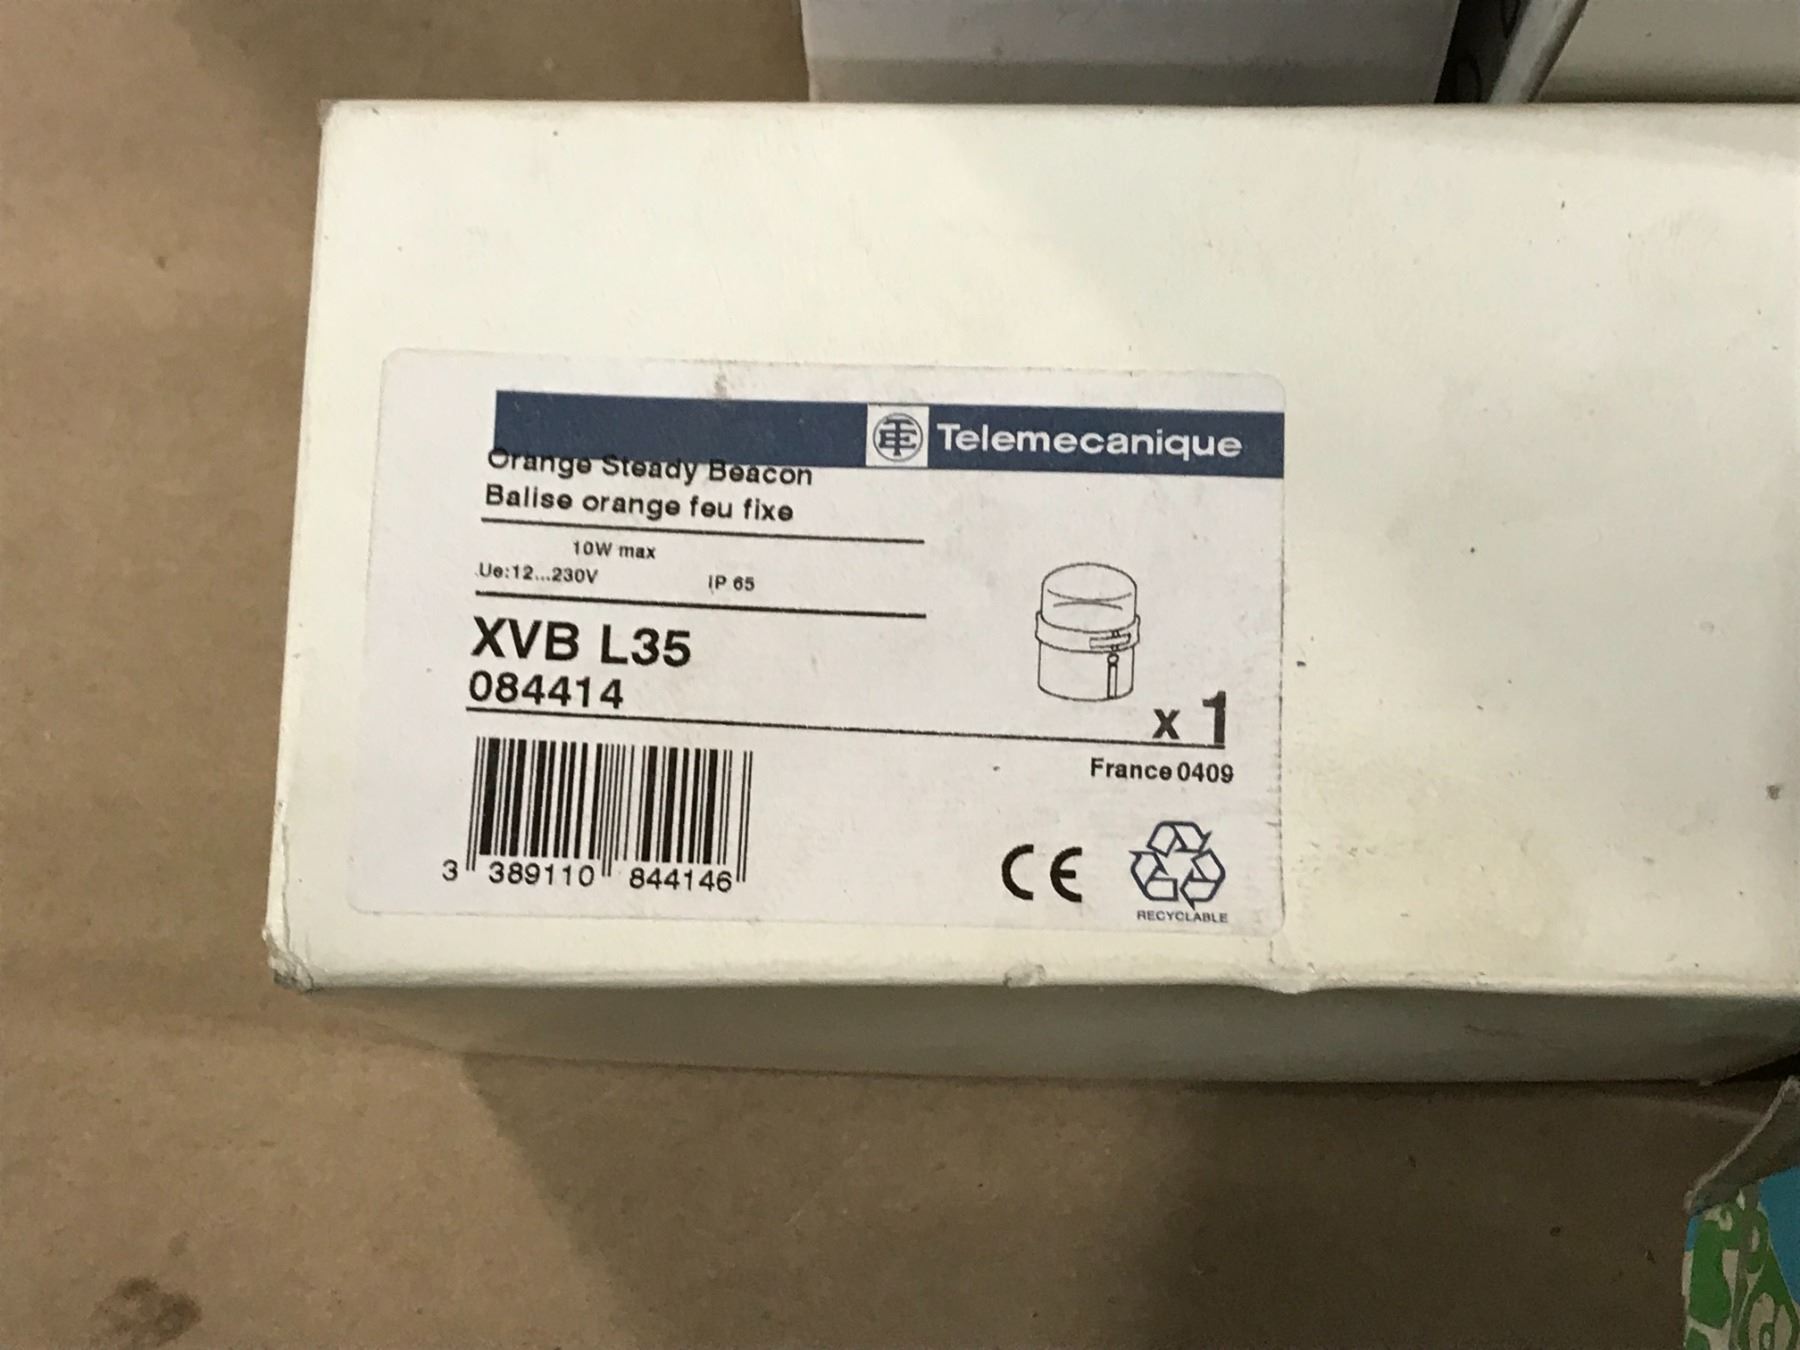 Telemecanique
Orange Steady Beacon
Balise orange feu fixe
10W max
Ue:12...230V IP 65
XVB L35
084414
x 1
France 0409
3 389110 844146
CE
RECYCLABLE